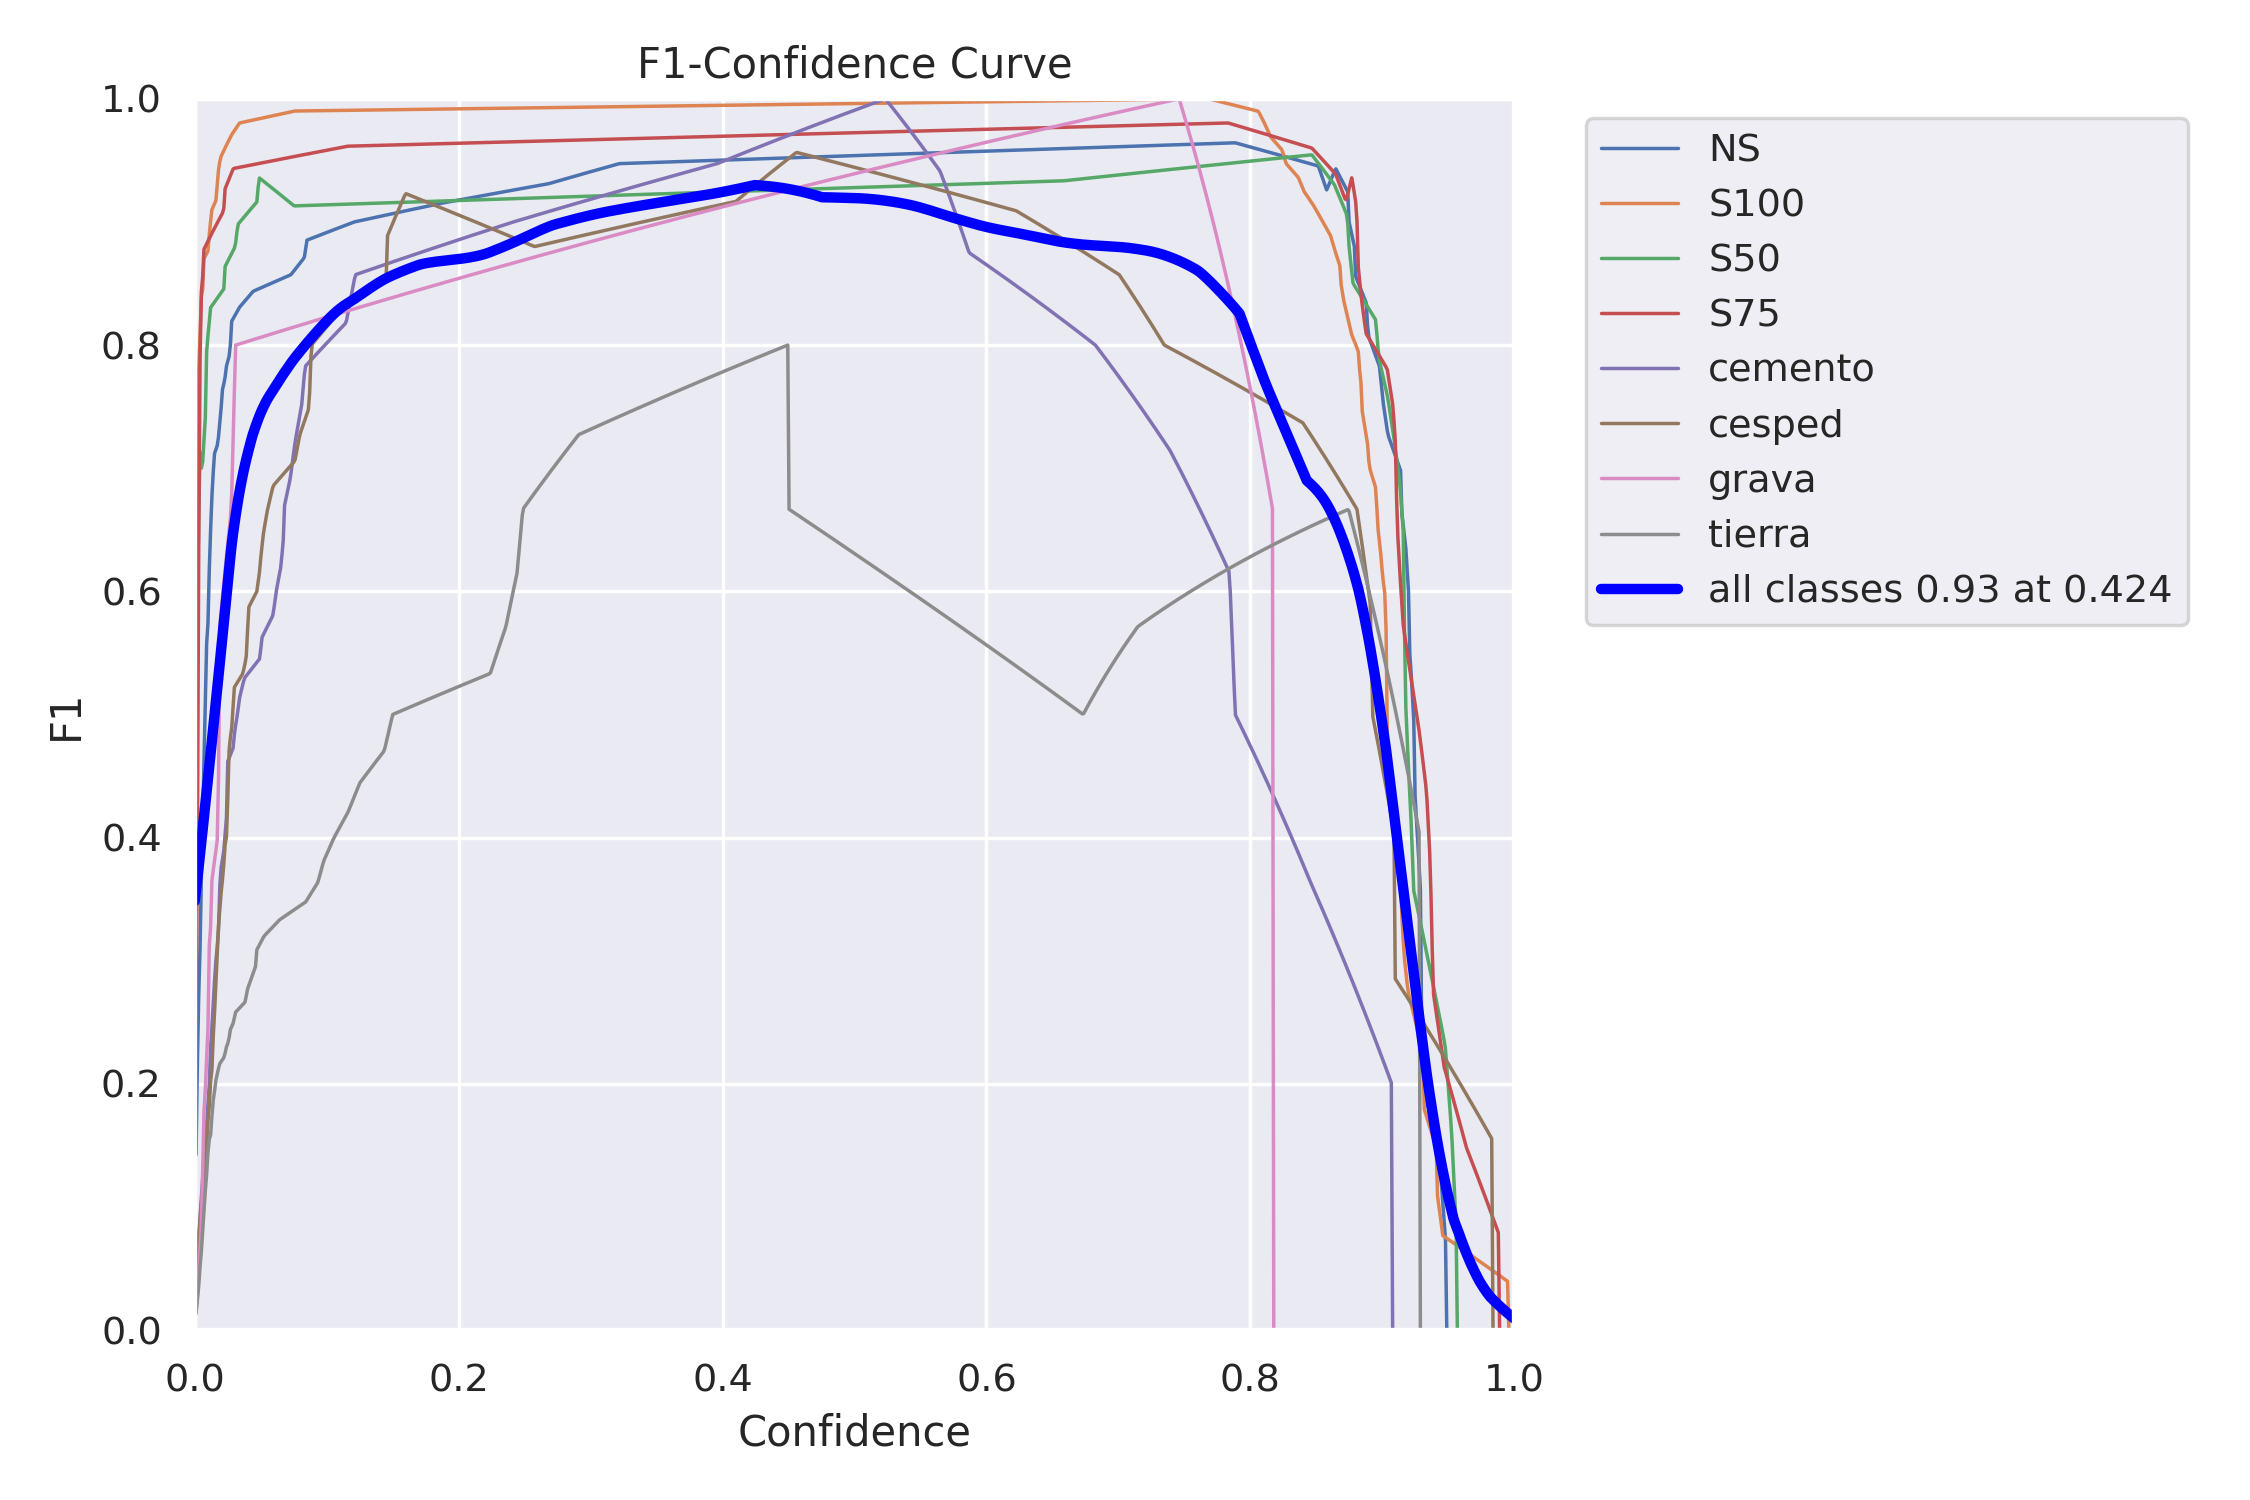 F1-Confidence Curve
1.0
0.8
0.6
0.4
0.2
0.0
F1
0.0 0.2 0.4 0.6 0.8 1.0
Confidence
NS
S100
S50
S75
cemento
cesped
grava
tierra
all classes 0.93 at 0.424